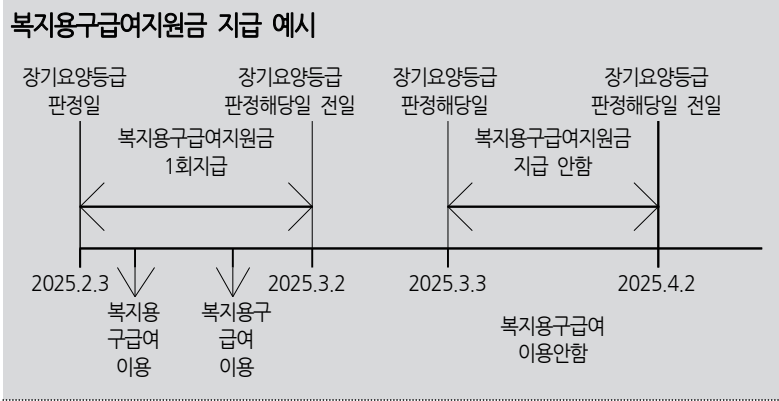 복지용구급여지원금 지급 예시
장기요양등급
판정일
장기요양등급
판정해당일 전일
장기요양등급
판정해당일
장기요양등급
판정해당일 전일
복지용구급여지원금
1회지급
복지용구급여지원금
지급 안함
2025.2.3
2025.3.2
2025.3.3
2025.4.2
복지용
구급여
이용
복지용구
급여
이용
복지용구급여
이용안함